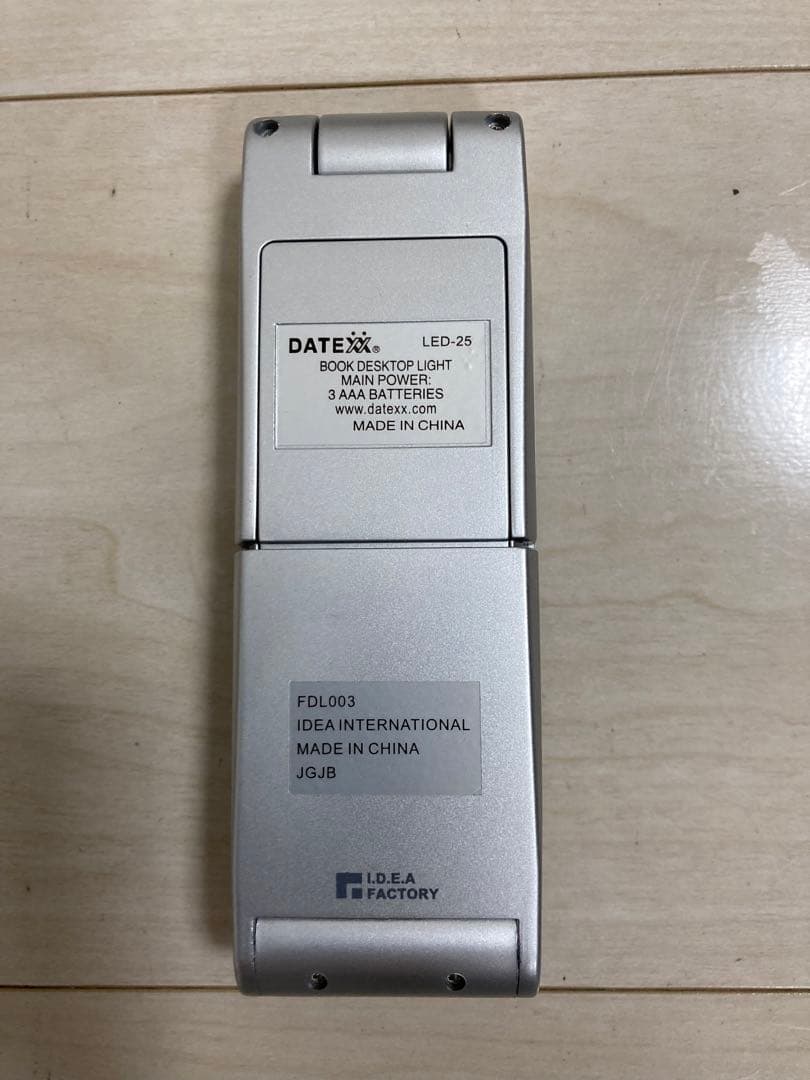 DATEXX® LED-25
BOOK DESKTOP LIGHT
MAIN POWER:
3 AAA BATTERIES
www.datexx.com
MADE IN CHINA
FDL003
IDEA INTERNATIONAL
MADE IN CHINA
JGJB
I.D.E.A
FACTORY